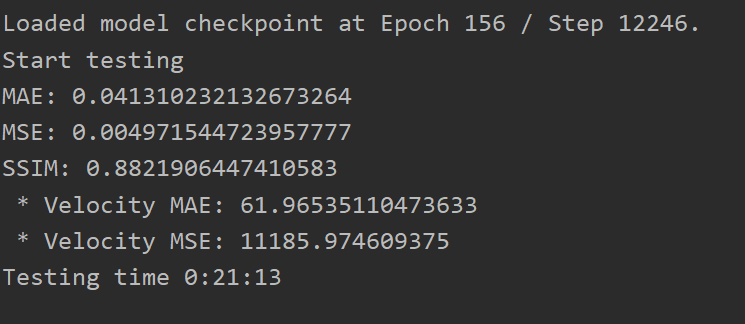 Loaded model checkpoint at Epoch 156 / Step 12246.
Start testing
MAE: 0.041310232132673264
MSE: 0.004971544723957777
SSIM: 0.8821906447410583
* Velocity MAE: 61.96535110473633
* Velocity MSE: 11185.974609375
Testing time 0:21:13